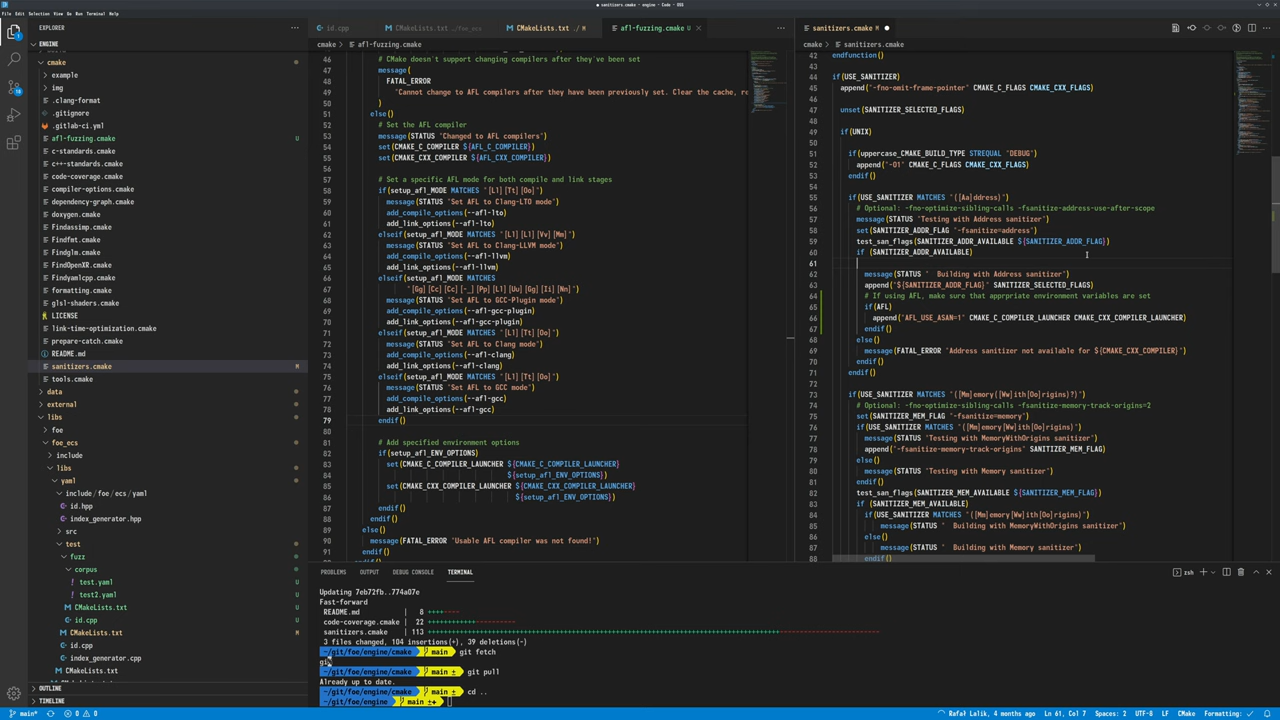 sanitizers.cmake - engine - Code - OSS
File Edit Selection View Go Run Terminal Help
EXPLORER
ENGINE
cmake
example
img
.clang-format
.gitignore
.gitlab-ci.yml
afl-fuzzing.cmake U
c-standards.cmake
c++-standards.cmake
code-coverage.cmake
compiler-options.cmake
dependency-graph.cmake
doxygen.cmake
Findassimp.cmake
Findfmt.cmake
Findglm.cmake
FindOpenXR.cmake
Findyamlcpp.cmake
formatting.cmake
glsl-shaders.cmake
LICENSE
link-time-optimization.cmake
prepare-catch.cmake
README.md
sanitizers.cmake M
tools.cmake
data
external
libs
foe
foe_ecs
include
libs
yaml
include/foe/ecs/yaml
id.hpp
index_generator.hpp
src
test
fuzz
corpus
test.yaml U
test2.yaml U
CMakeLists.txt U
id.cpp U
CMakeLists.txt M
id.cpp
index_generator.cpp
CMakeLists.txt
OUTLINE
TIMELINE
id.cpp CMakeLists.txt ../foe_ecs CMakeLists.txt ./ M afl-fuzzing.cmake U
cmake > afl-fuzzing.cmake
46 # CMake doesn't support changing compilers after they've been set
47 message(
48 FATAL_ERROR
49 "Cannot change to AFL compilers after they have been previously set. Clear the cache, re
50 )
51 else()
52 # Set the AFL compiler
53 message(STATUS "Changed to AFL compilers")
54 set(CMAKE_C_COMPILER ${AFL_C_COMPILER})
55 set(CMAKE_CXX_COMPILER ${AFL_CXX_COMPILER})
56
57 # Set a specific AFL mode for both compile and link stages
58 if(setup_afl_MODE MATCHES "[Ll][Tt][Oo]")
59 message(STATUS "Set AFL to Clang-LTO mode")
60 add_compile_options(--afl-lto)
61 add_link_options(--afl-lto)
62 elseif(setup_afl_MODE MATCHES "[Ll][Ll][Vv][Mm]")
63 message(STATUS "Set AFL to Clang-LLVM mode")
64 add_compile_options(--afl-llvm)
65 add_link_options(--afl-llvm)
66 elseif(setup_afl_MODE MATCHES
67 "[Gg][Cc][Cc][-_][Pp][Ll][Uu][Gg][Ii][Nn]")
68 message(STATUS "Set AFL to GCC-Plugin mode")
69 add_compile_options(--afl-gcc-plugin)
70 add_link_options(--afl-gcc-plugin)
71 elseif(setup_afl_MODE MATCHES "[Ll][Tt][Oo]")
72 message(STATUS "Set AFL to Clang mode")
73 add_compile_options(--afl-clang)
74 add_link_options(--afl-clang)
75 elseif(setup_afl_MODE MATCHES "[Ll][Tt][Oo]")
76 message(STATUS "Set AFL to GCC mode")
77 add_compile_options(--afl-gcc)
78 add_link_options(--afl-gcc)
79 endif()
80
81 # Add specified environment options
82 if(setup_afl_ENV_OPTIONS)
83 set(CMAKE_C_COMPILER_LAUNCHER ${CMAKE_C_COMPILER_LAUNCHER}
84 ${setup_afl_ENV_OPTIONS})
85 set(CMAKE_CXX_COMPILER_LAUNCHER ${CMAKE_CXX_COMPILER_LAUNCHER}
86 ${setup_afl_ENV_OPTIONS})
87 endif()
88 endif()
89 else()
90 message(FATAL_ERROR "Usable AFL compiler was not found!")
91 endif()
sanitizers.cmake
cmake > sanitizers.cmake
42 endfunction()
43
44 if(USE_SANITIZER)
45 append("-fno-omit-frame-pointer" CMAKE_C_FLAGS CMAKE_CXX_FLAGS)
46
47 unset(SANITIZER_SELECTED_FLAGS)
48
49 if(UNIX)
50
51 if(uppercase_CMAKE_BUILD_TYPE STREQUAL "DEBUG")
52 append("-O1" CMAKE_C_FLAGS CMAKE_CXX_FLAGS)
53 endif()
54
55 if(USE_SANITIZER MATCHES "([Aa]ddress)")
56 # Optional: -fno-optimize-sibling-calls -fsanitize-address-use-after-scope
57 message(STATUS "Testing with Address sanitizer")
58 set(SANITIZER_ADDR_FLAG "-fsanitize=address")
59 test_san_flags(SANITIZER_ADDR_AVAILABLE ${SANITIZER_ADDR_FLAG})
60 if (SANITIZER_ADDR_AVAILABLE)
61
62 message(STATUS "  Building with Address sanitizer")
63 append("${SANITIZER_ADDR_FLAG}" SANITIZER_SELECTED_FLAGS)
64 # If using AFL, make sure that apprpriate environment variables are set
65 if(AFL)
66 append("AFL_USE_ASAN=1" CMAKE_C_COMPILER_LAUNCHER CMAKE_CXX_COMPILER_LAUNCHER)
67 endif()
68 else()
69 message(FATAL_ERROR "Address sanitizer not available for ${CMAKE_CXX_COMPILER}")
70 endif()
71 endif()
72
73 if(USE_SANITIZER MATCHES "([Mm]emory([Ww]ith[Oo]rigins)?)")
74 # Optional: -fno-optimize-sibling-calls -fsanitize-memory-track-origins=2
75 set(SANITIZER_MEM_FLAG "-fsanitize=memory")
76 if(USE_SANITIZER MATCHES "([Mm]emory[Ww]ith[Oo]rigins)")
77 message(STATUS "Testing with MemoryWithOrigins sanitizer")
78 append("-fsanitize-memory-track-origins" SANITIZER_MEM_FLAG)
79 else()
80 message(STATUS "Testing with Memory sanitizer")
81 endif()
82 test_san_flags(SANITIZER_MEM_AVAILABLE ${SANITIZER_MEM_FLAG})
83 if (SANITIZER_MEM_AVAILABLE)
84 if(USE_SANITIZER MATCHES "([Mm]emory[Ww]ith[Oo]rigins)")
85 message(STATUS "  Building with MemoryWithOrigins sanitizer")
86 else()
87 message(STATUS "  Building with Memory sanitizer")
88 endif()
PROBLEMS OUTPUT DEBUG CONSOLE TERMINAL
zsh
Updating 7eb72fb..774a07e
Fast-forward
README.md | 8 ++++----
code-coverage.cmake | 22 ++++++++++++----------
sanitizers.cmake | 113
3 files changed, 104 insertions(+), 39 deletions(-)
~/git/foe/engine/cmake main git fetch
git
~/git/foe/engine/cmake main ± git pull
Already up to date.
~/git/foe/engine/cmake main ± cd ..
~/git/foe/engine main ±+
main* 0 0 Rafał Lalik, 4 months ago Ln 61, Col 7 Spaces: 2 UTF-8 LF CMake Formatting: ✓